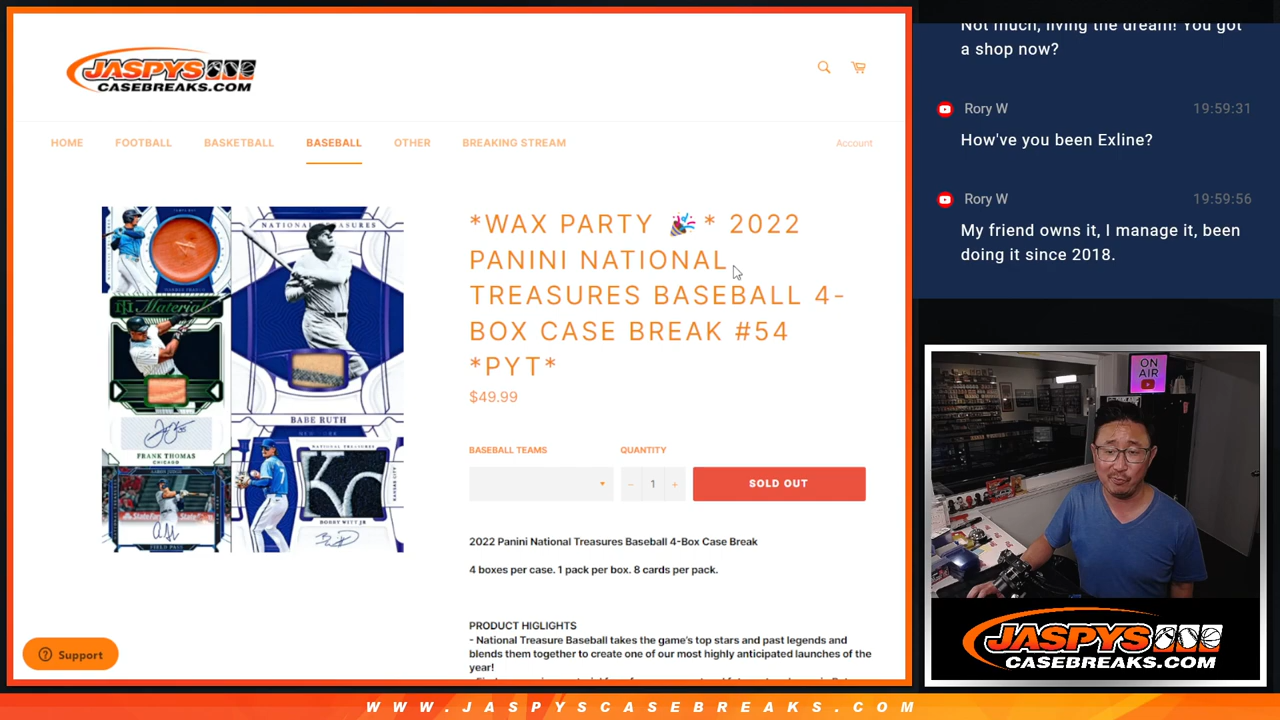 JASPYS
CASEBREAKS.COM
HOME FOOTBALL BASKETBALL BASEBALL OTHER BREAKING STREAM Account
NATIONAL TREASURES
Materials
FRANK THOMAS
CHICAGO
BABE RUTH
NATIONAL TREASURES
BOBBY WITT JR
*WAX PARTY 🎉* 2022
PANINI NATIONAL
TREASURES BASEBALL 4-
BOX CASE BREAK #54
*PYT*
$49.99
BASEBALL TEAMS QUANTITY
− 1 + SOLD OUT
2022 Panini National Treasures Baseball 4-Box Case Break
4 boxes per case. 1 pack per box. 8 cards per pack.
PRODUCT HIGLIGHTS
- National Treasure Baseball takes the game's top stars and past legends and
blends them together to create one of our most highly anticipated launches of the
year!
Support
Not much, living the dream! You got
a shop now?
Rory W 19:59:31
How've you been Exline?
Rory W 19:59:56
My friend owns it, I manage it, been
doing it since 2018.
ON
AIR
JASPYS
CASEBREAKS.COM
WWW.JASPYSCASEBREAKS.COM